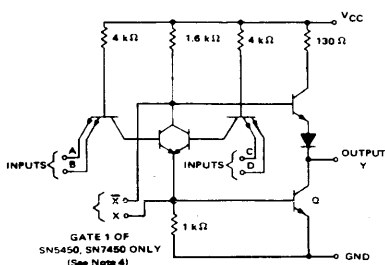 VCC
4 kΩ
1.6 kΩ
4 kΩ
130 Ω
A
B
INPUTS
INPUTS
C
D
OUTPUT
Y
X̅
X
Q
GATE 1 OF
SN5450, SN7450 ONLY
(See Note 4)
1 kΩ
GND